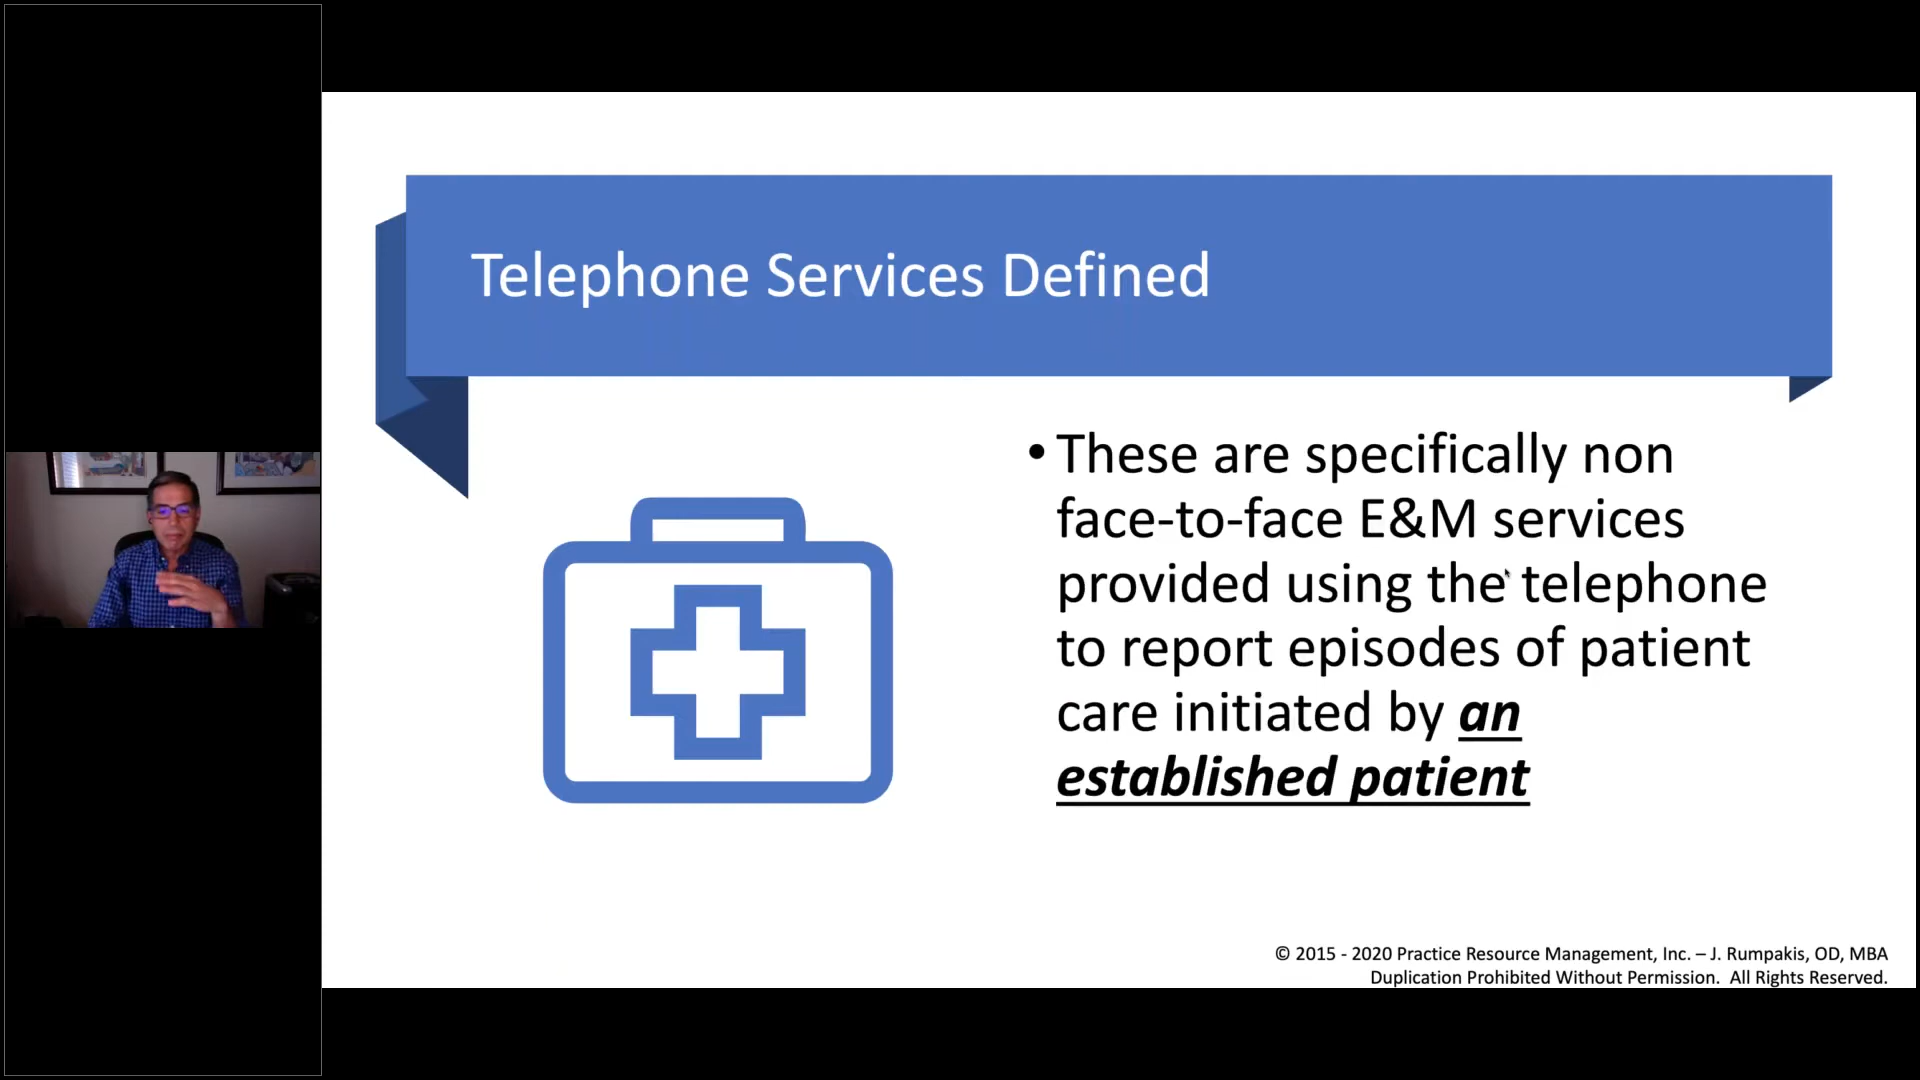 Telephone Services Defined
• These are specifically non
face-to-face E&M services
provided using the telephone
to report episodes of patient
care initiated by an
established patient
© 2015 - 2020 Practice Resource Management, Inc. – J. Rumpakis, OD, MBA
Duplication Prohibited Without Permission. All Rights Reserved.